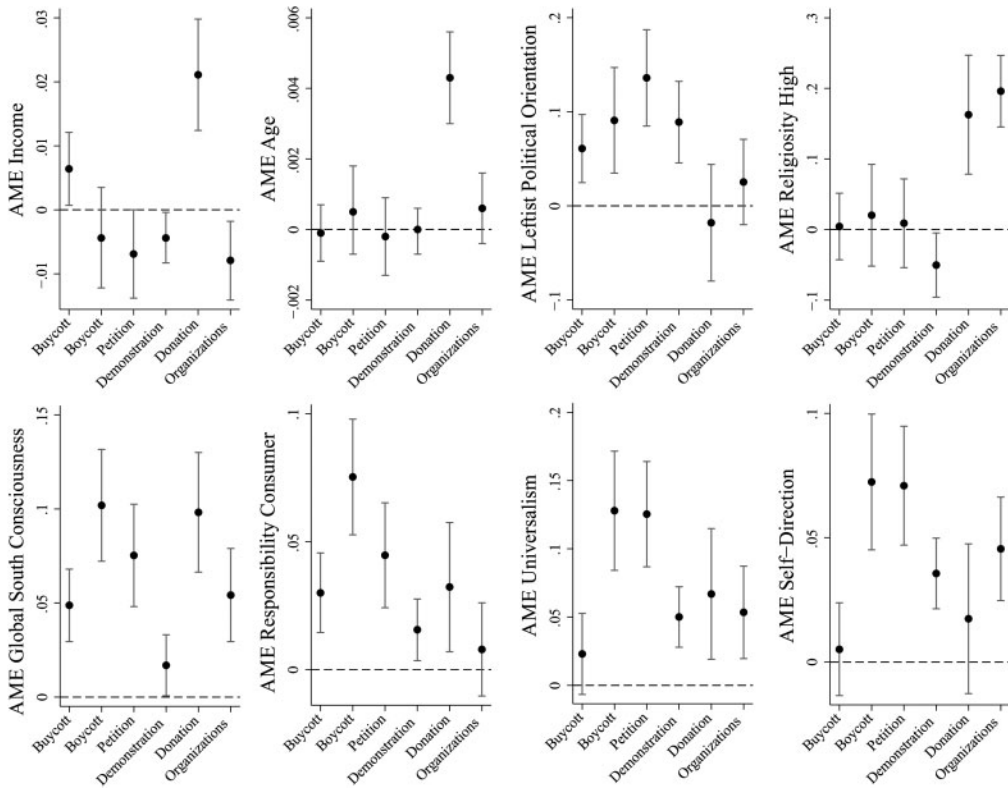 AME Income
.03
.02
.01
0
-.01
Buycott
Boycott
Petition
Demonstration
Donation
Organizations
AME Age
.006
.004
.002
0
-.002
Buycott
Boycott
Petition
Demonstration
Donation
Organizations
AME Leftist Political Orientation
.2
.1
0
-.1
Buycott
Boycott
Petition
Demonstration
Donation
Organizations
AME Religiosity High
.3
.2
.1
0
-.1
Buycott
Boycott
Petition
Demonstration
Donation
Organizations
AME Global South Consciousness
.15
.1
.05
0
Buycott
Boycott
Petition
Demonstration
Donation
Organizations
AME Responsibility Consumer
.1
.05
0
Buycott
Boycott
Petition
Demonstration
Donation
Organizations
AME Universalism
.2
.15
.1
.05
0
Buycott
Boycott
Petition
Demonstration
Donation
Organizations
AME Self-Direction
.1
.05
0
Buycott
Boycott
Petition
Demonstration
Donation
Organizations